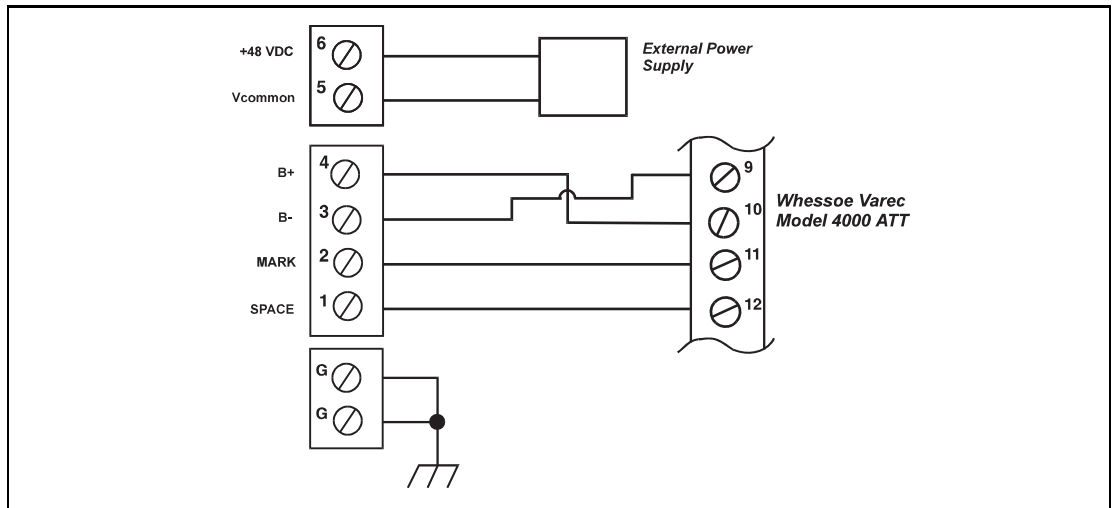 +48 VDC
6
External Power
Supply
Vcommon
5
B+
4
9
Whessoe Varec
Model 4000 ATT
B-
3
10
MARK
2
11
SPACE
1
12
G
G